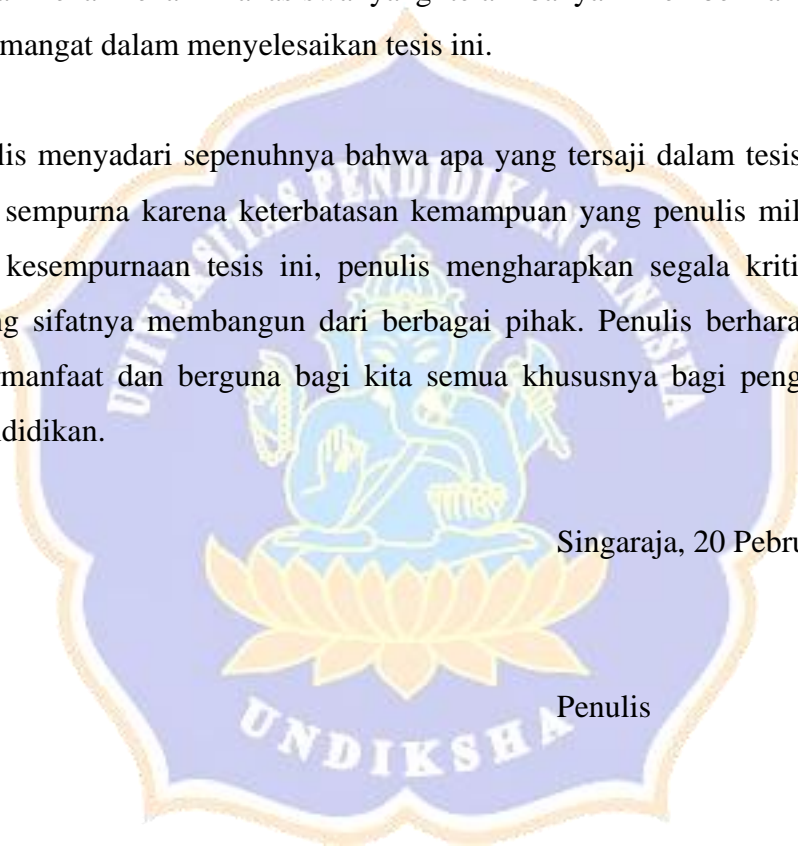 mangat dalam menyelesaikan tesis ini.
lis menyadari sepenuhnya bahwa apa yang tersaji dalam tesis
sempurna karena keterbatasan kemampuan yang penulis mil
kesempurnaan tesis ini, penulis mengharapkan segala kriti
ng sifatnya membangun dari berbagai pihak. Penulis berhara
rmanfaat dan berguna bagi kita semua khususnya bagi peng
didikan.
Singaraja, 20 Pebru
Penulis
UNIVERSITAS PENDIDIKAN GANESHA
UNDIKSHA